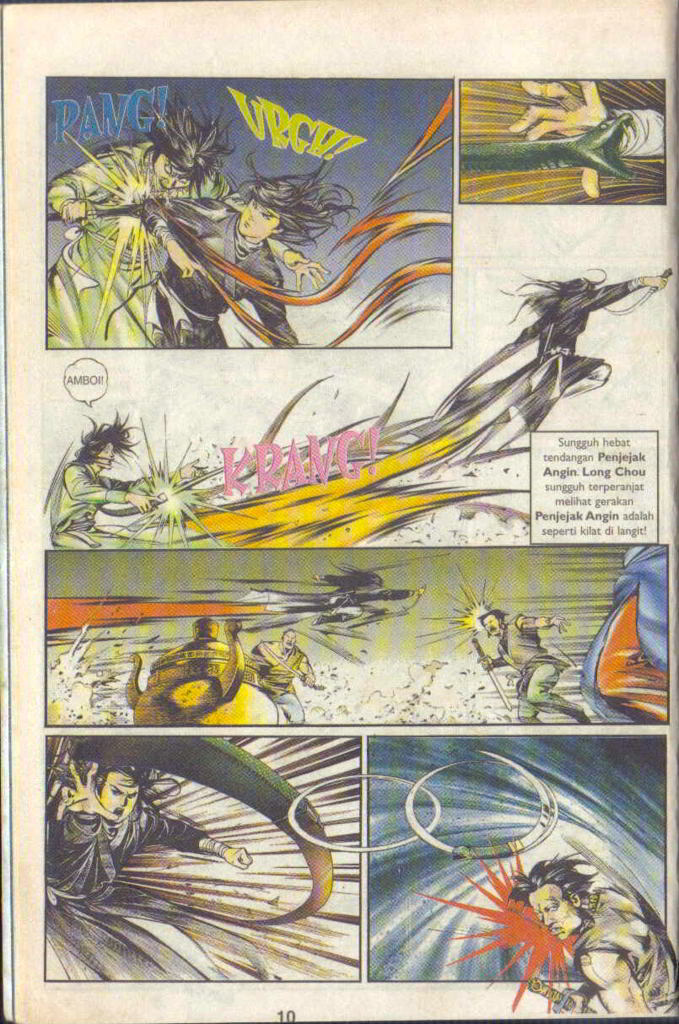 PANG!
URGH!
AMBOI!
KRANG!
Sungguh hebat
tendangan Penjejak
Angin. Long Chou
sungguh terperanjat
melihat gerakan
Penjejak Angin adalah
seperti kilat di langit!
10